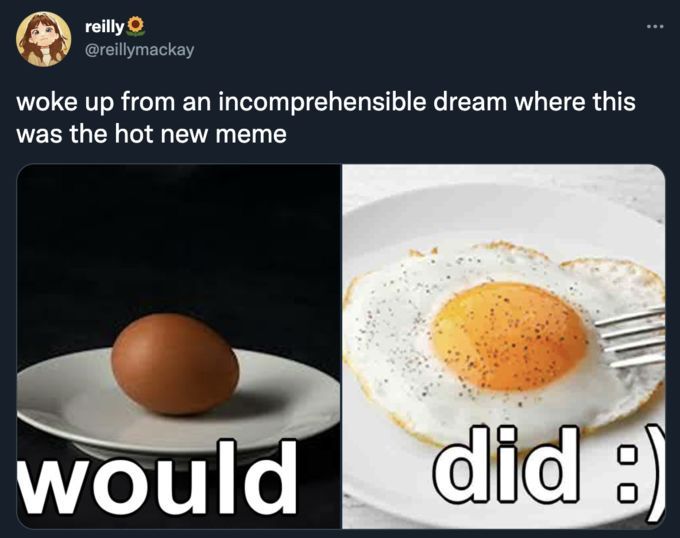 reilly🌻
@reillymackay
woke up from an incomprehensible dream where this
was the hot new meme
would
did :)